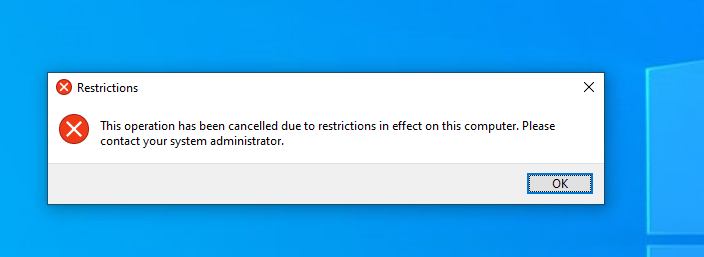 Restrictions
This operation has been cancelled due to restrictions in effect on this computer. Please
contact your system administrator.
OK